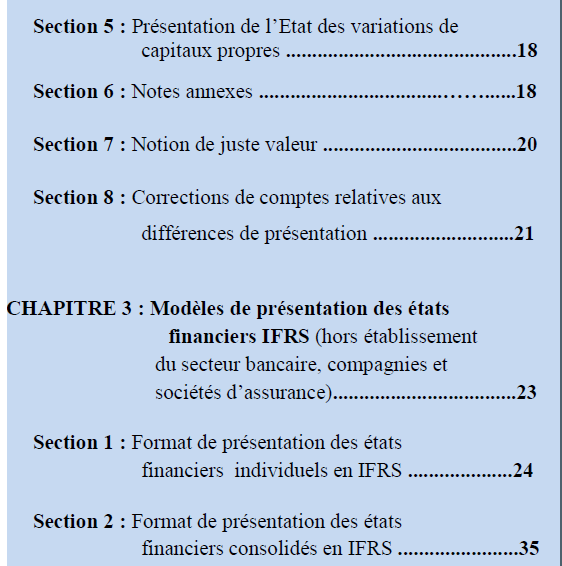 Section 5 : Présentation de l’Etat des variations de
capitaux propres ..........................................18
Section 6 : Notes annexes ..................................……......18
Section 7 : Notion de juste valeur ....................................20
Section 8 : Corrections de comptes relatives aux
différences de présentation ............................21
CHAPITRE 3 : Modèles de présentation des états
financiers IFRS (hors établissement
du secteur bancaire, compagnies et
sociétés d’assurance)....................................23
Section 1 : Format de présentation des états
financiers individuels en IFRS ...................24
Section 2 : Format de présentation des états
financiers consolidés en IFRS ......................35